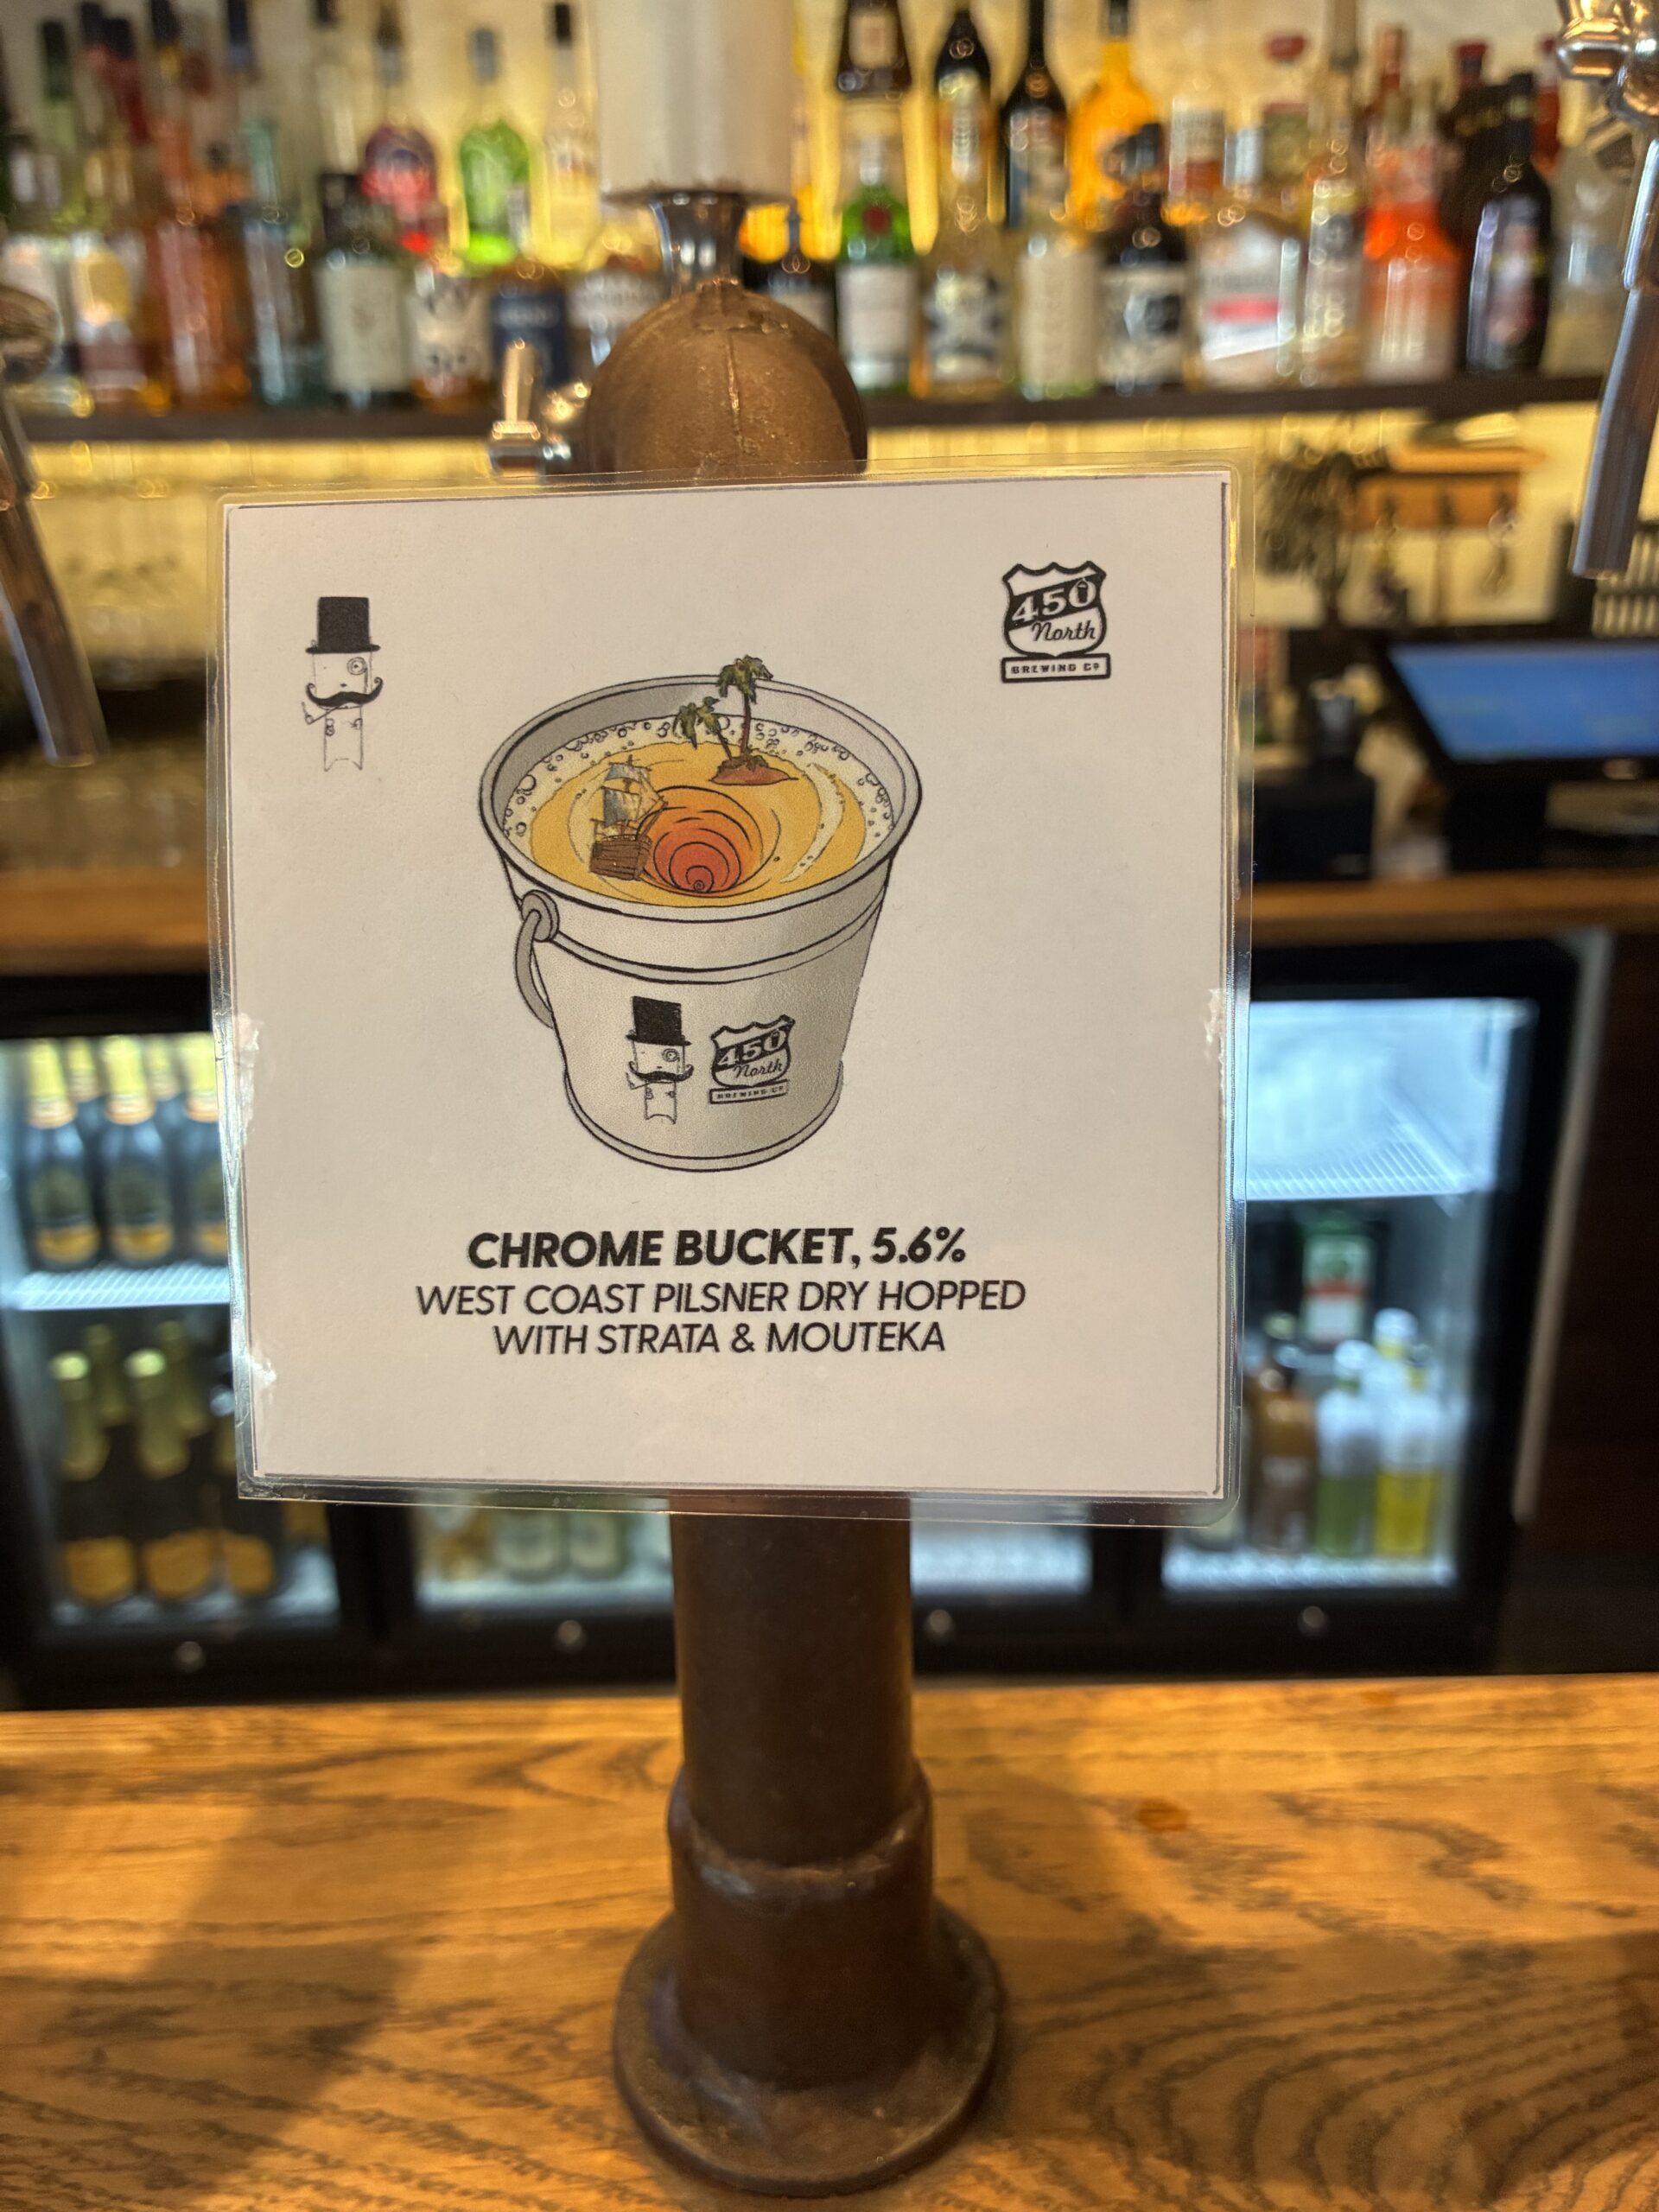 450
North
BREWING Cº
450
North
BREWING Cº
CHROME BUCKET, 5.6%
WEST COAST PILSNER DRY HOPPED
WITH STRATA & MOUTEKA